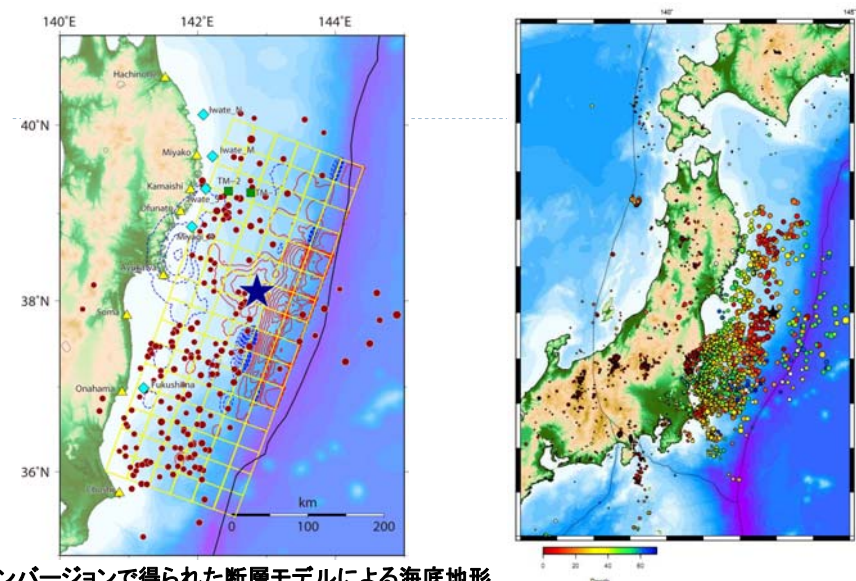 140°E 142°E 144°E
140° 145°
Hachinohe
Iwate_N
40°N
Miyako
Iwate_M
TM-2
TM-1
Kamaishi
Ofunato
38°N
Soma
Fukushima
Onahama
36°N
km
0 100 200
0 20 40 60
ンバージョンで得られた断層モデルによる海底地形